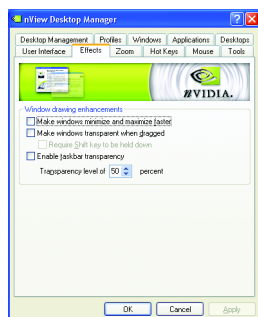 nView Desktop Manager
Desktop Management Profiles Windows Applications Desktops
User Interface Effects Zoom Hot Keys Mouse Tools
nVIDIA.
Window drawing enhancements
Make windows minimize and maximize faster
Make windows transparent when dragged
Require Shift key to be held down
Enable taskbar transparency
Transparency level of 50 percent
OK Cancel Apply